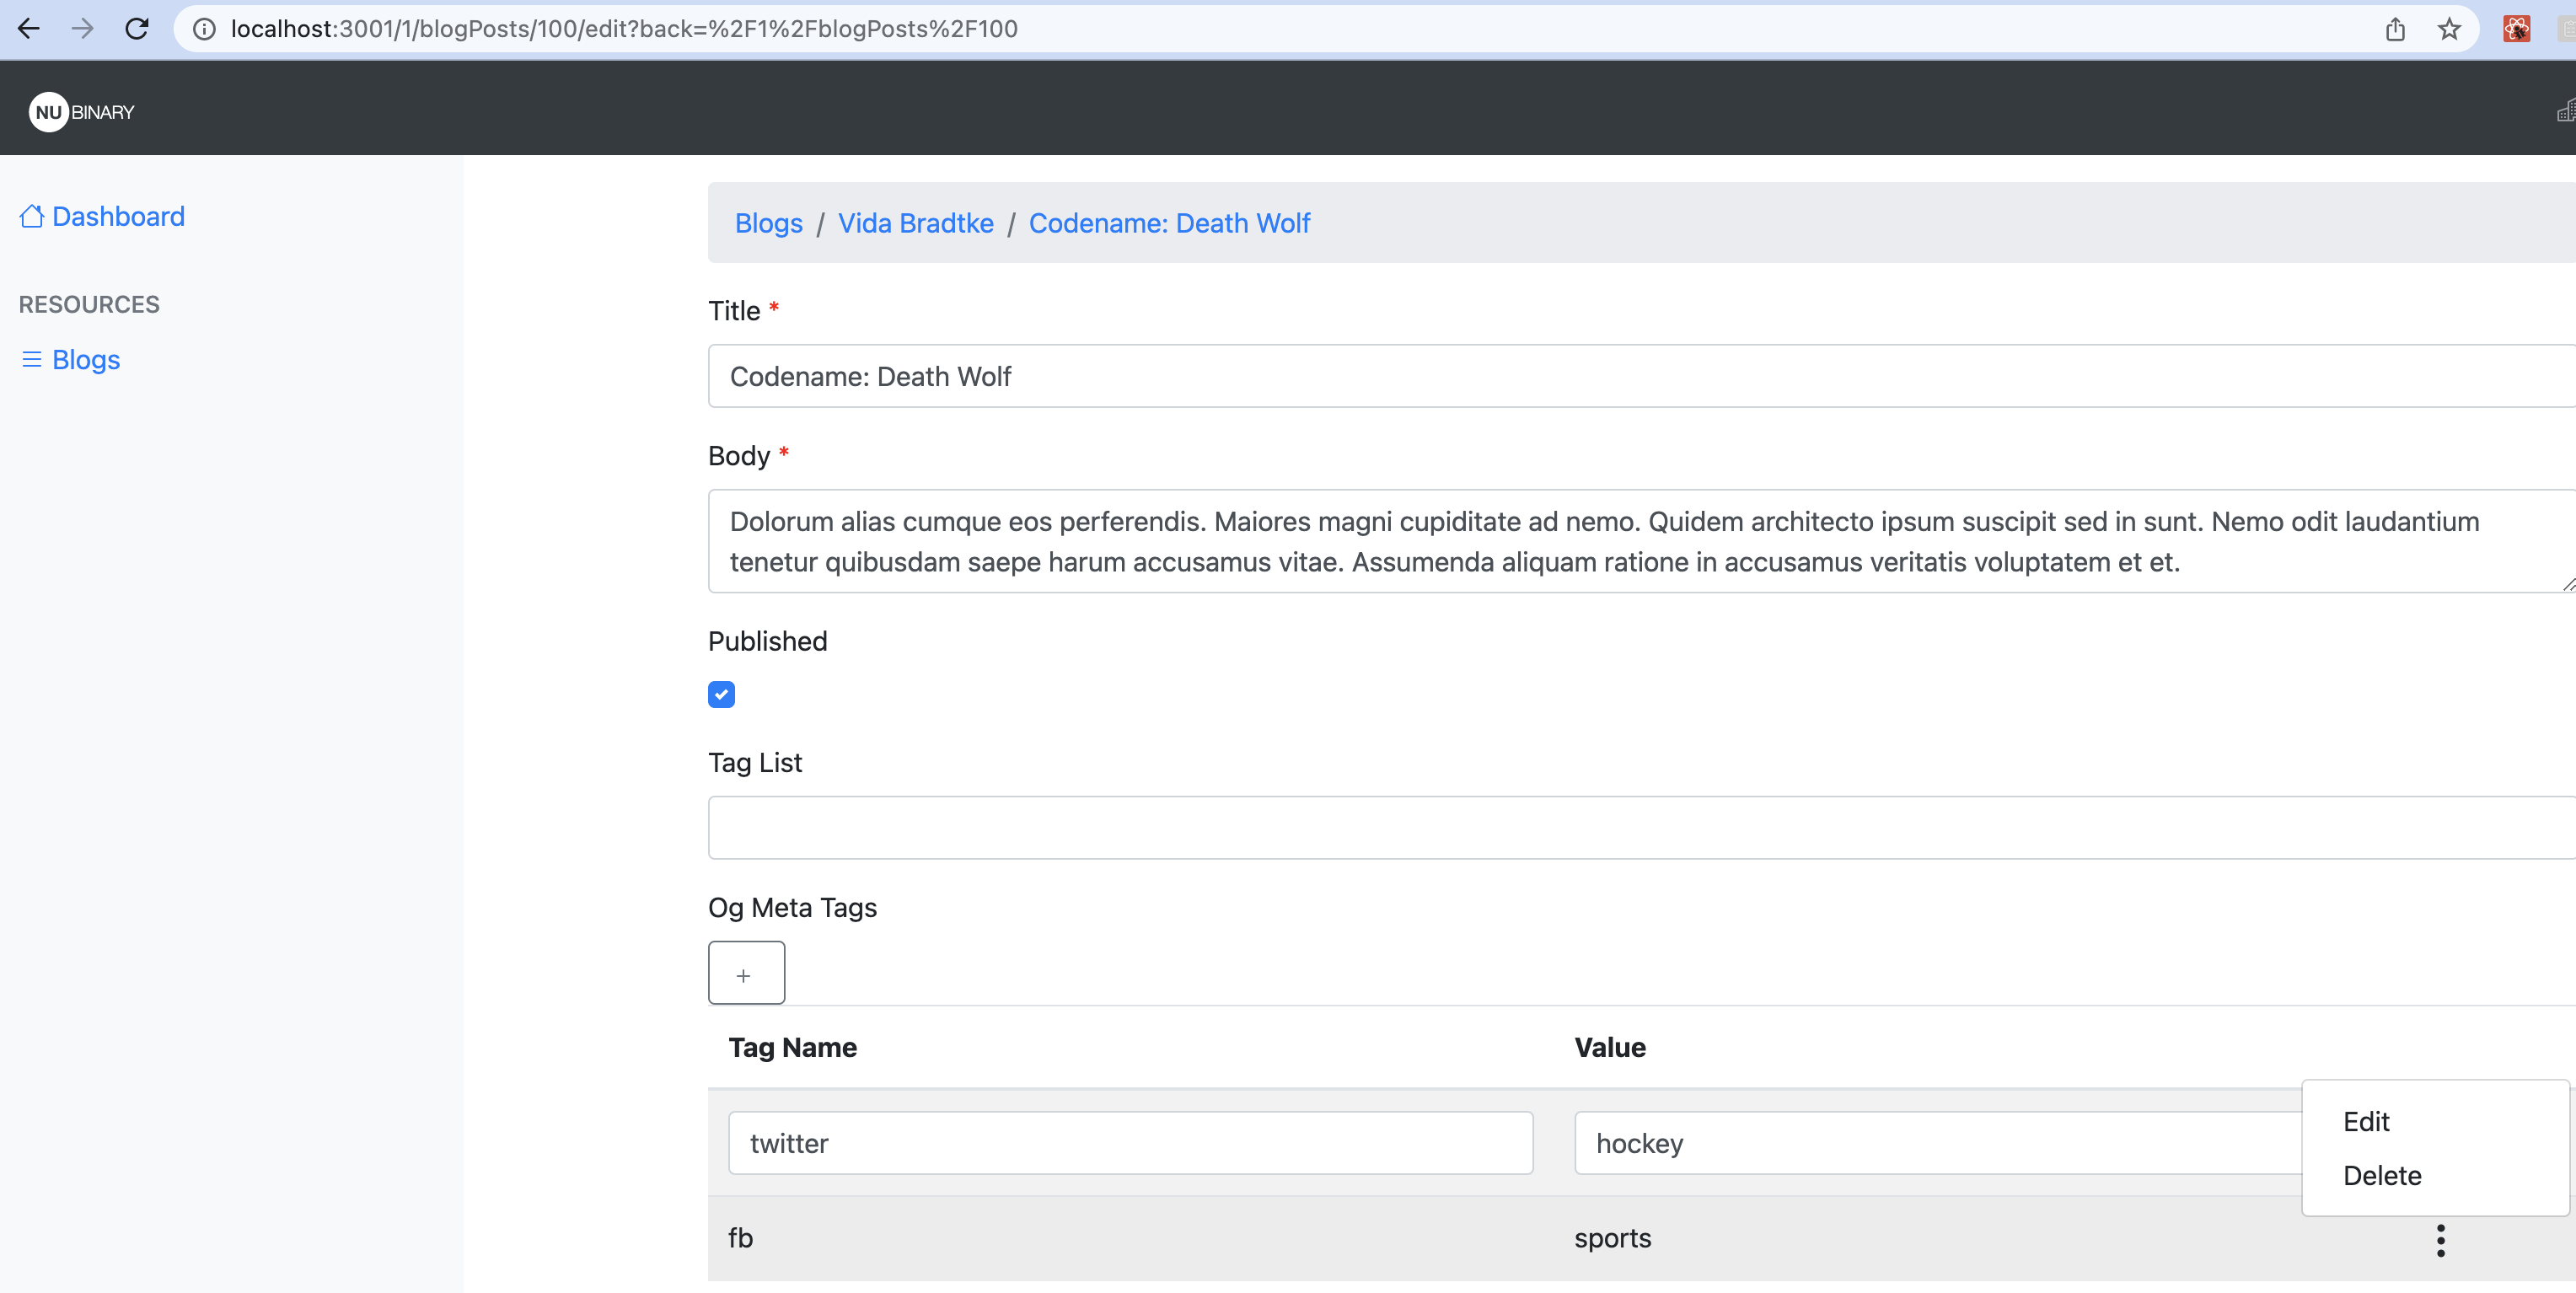 localhost:3001/1/blogPosts/100/edit?back=%2F1%2FblogPosts%2F100
NU BINARY
Dashboard
RESOURCES
Blogs
Blogs / Vida Bradtke / Codename: Death Wolf
Title *
Codename: Death Wolf
Body *
Dolorum alias cumque eos perferendis. Maiores magni cupiditate ad nemo. Quidem architecto ipsum suscipit sed in sunt. Nemo odit laudantium
tenetur quibusdam saepe harum accusamus vitae. Assumenda aliquam ratione in accusamus veritatis voluptatem et et.
Published
Tag List
Og Meta Tags
+
Tag Name Value
twitter hockey
Edit
Delete
fb sports